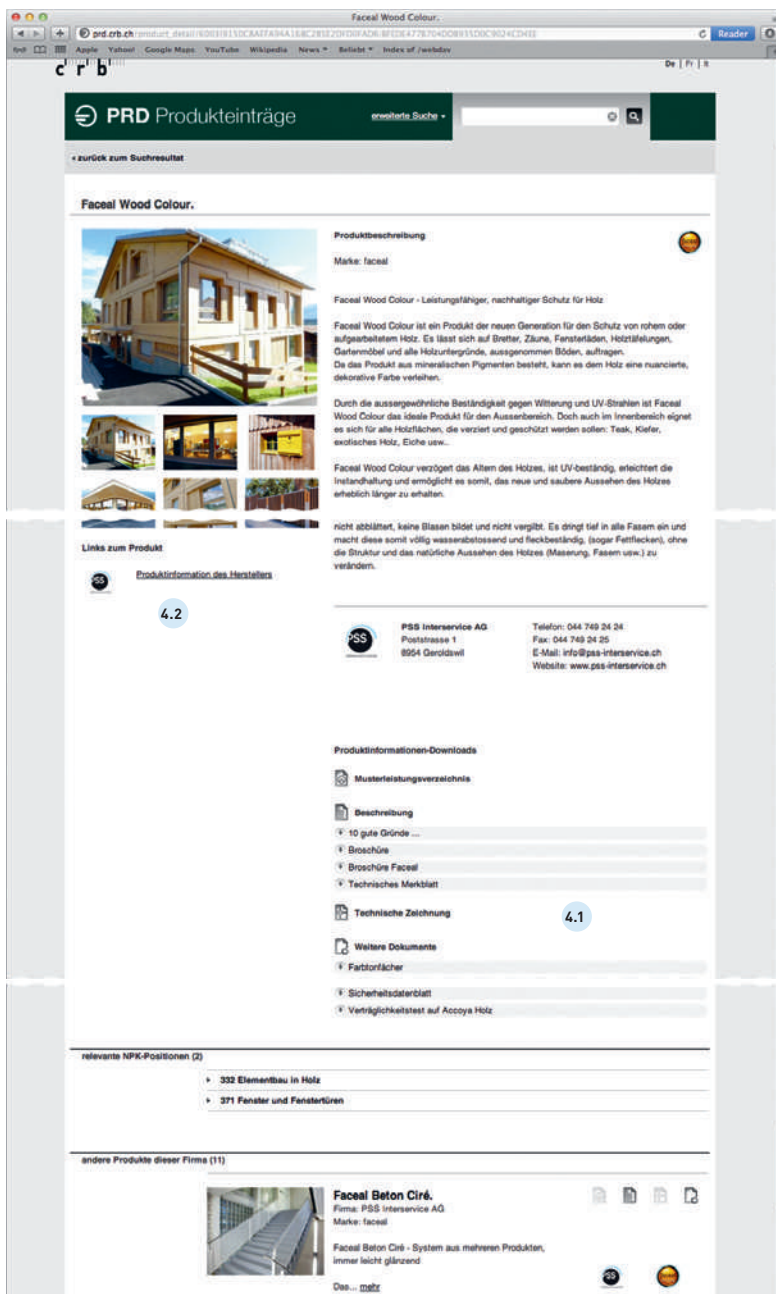 Faceal Wood Colour.
prd.crb.ch
Reader
Apple Yahoo! Google Maps YouTube Wikipedia News Beliebt Index of /webdav
c r b
De | Fr | It
PRD Produkteinträge
erweiterte Suche
zurück zum Suchresultat
Faceal Wood Colour.
Produktbeschreibung
Marke: faceal
Faceal Wood Colour - Leistungsfähiger, nachhaltiger Schutz für Holz
Faceal Wood Colour ist ein Produkt der neuen Generation für den Schutz von rohem oder
aufgearbeitetem Holz. Es lässt sich auf Bretter, Zäune, Fensterläden, Holztäfelungen,
Gartenmöbel und alle Holzuntergründe, ausgenommen Böden, auftragen.
Da das Produkt aus mineralischen Pigmenten besteht, kann es dem Holz eine nuancierte,
dekorative Farbe verleihen.
Durch die aussergewöhnliche Beständigkeit gegen Witterung und UV-Strahlen ist Faceal
Wood Colour das ideale Produkt für den Aussenbereich. Doch auch im Innenbereich eignet
es sich für alle Holzflächen, die verziert und geschützt werden sollen: Teak, Kiefer,
exotisches Holz, Eiche usw..
Faceal Wood Colour verzögert das Altern des Holzes, ist UV-beständig, erleichtert die
Instandhaltung und ermöglicht es somit, das neue und saubere Aussehen des Holzes
erheblich länger zu erhalten.
nicht abblättert, keine Blasen bildet und nicht vergilbt. Es dringt tief in alle Fasern ein und
macht diese somit völlig wasserabstossend und fleckbeständig, (sogar Fettflecken), ohne
die Struktur und das natürliche Aussehen des Holzes (Maserung, Fasern usw.) zu
verändern.
Links zum Produkt
PSS
Produktinformation des Herstellers
4.2
PSS
PSS Interservice AG
Poststrasse 1
8954 Geroldswil
Telefon: 044 749 24 24
Fax: 044 749 24 25
E-Mail: info@pss-interservice.ch
Website: www.pss-interservice.ch
Produktinformationen-Downloads
Musterleistungsverzeichnis
Beschreibung
10 gute Gründe ...
Broschüre
Broschüre Faceal
Technisches Merkblatt
Technische Zeichnung
4.1
Weitere Dokumente
Farbtonfächer
Sicherheitsdatenblatt
Verträglichkeitstest auf Accoya Holz
relevante NPK-Positionen (2)
332 Elementbau in Holz
371 Fenster und Fenstertüren
andere Produkte dieser Firma (11)
Faceal Beton Ciré.
Firma: PSS Interservice AG
Marke: faceal
Faceal Beton Ciré - System aus mehreren Produkten,
immer leicht glänzend
Das... mehr
PSS